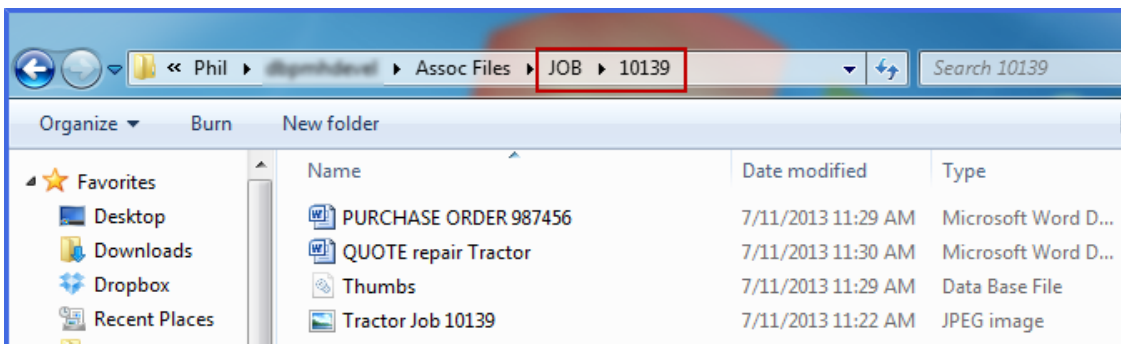 « Phil ▸ ▸ Assoc Files ▸ JOB ▸ 10139 Search 10139
Organize Burn New folder
Favorites
Desktop
Downloads
Dropbox
Recent Places
Name Date modified Type
PURCHASE ORDER 987456 7/11/2013 11:29 AM Microsoft Word D...
QUOTE repair Tractor 7/11/2013 11:30 AM Microsoft Word D...
Thumbs 7/11/2013 11:29 AM Data Base File
Tractor Job 10139 7/11/2013 11:22 AM JPEG image